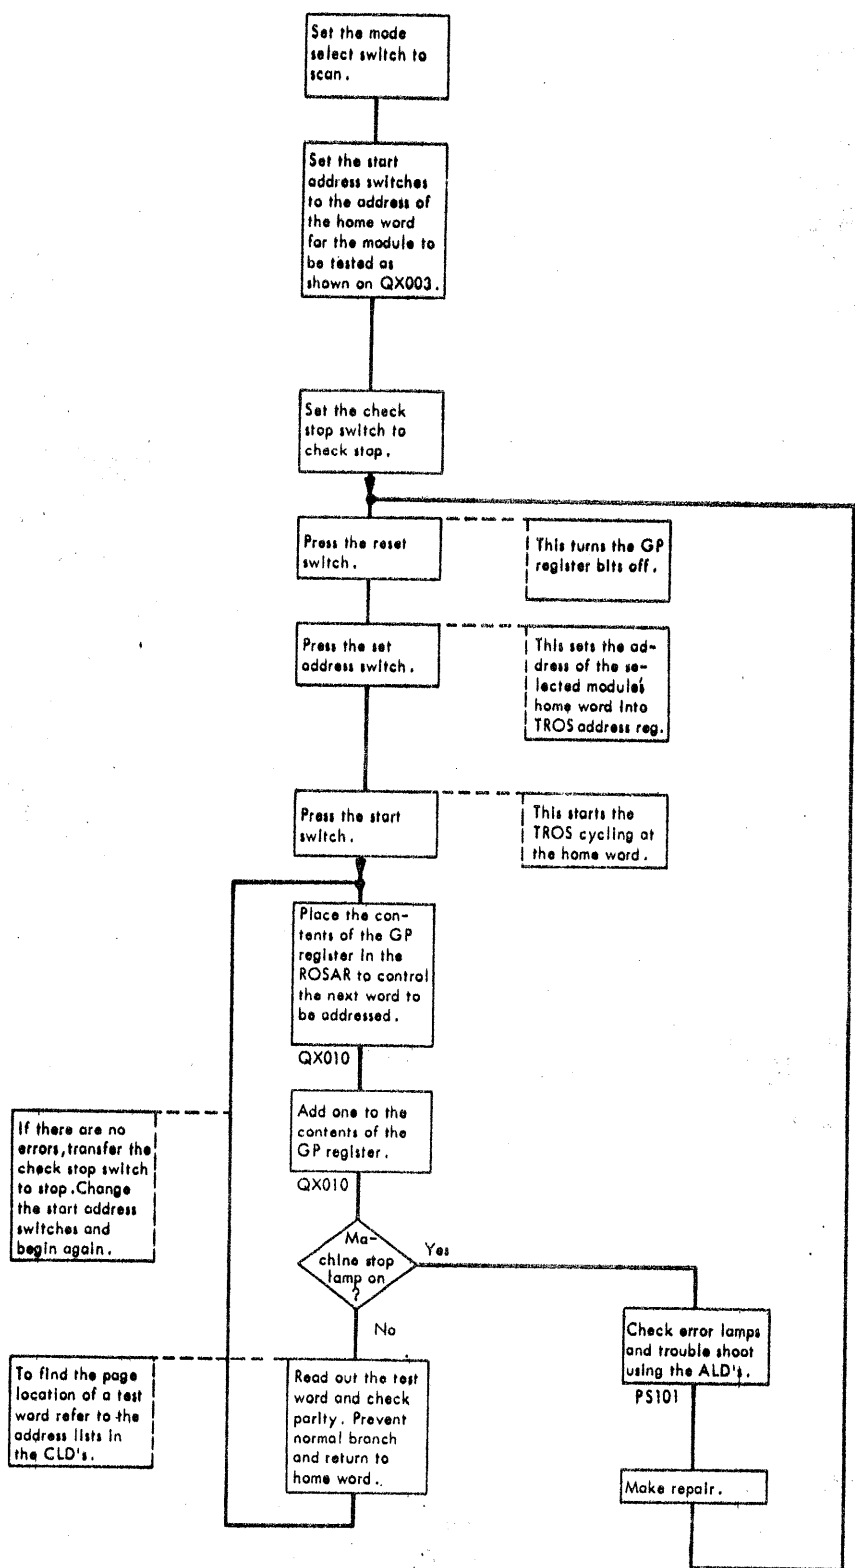 Set the mode
select switch to
scan.
Set the start
address switches
to the address of
the home word
for the module to
be tested as
shown on QX003.
Set the check
stop switch to
check stop.
Press the reset
switch.
This turns the GP
register bits off.
Press the set
address switch.
This sets the ad-
dress of the se-
lected module's
home word into
TROS address reg.
Press the start
switch.
This starts the
TROS cycling at
the home word.
Place the con-
tents of the GP
register in the
ROSAR to control
the next word to
be addressed.
QX010
Add one to the
contents of the
GP register.
QX010
If there are no
errors, transfer the
check stop switch
to stop. Change
the start address
switches and
begin again.
Ma-
chine stop
lamp on
?
Yes
No
Check error lamps
and trouble shoot
using the ALD's.
PS101
To find the page
location of a test
word refer to the
address lists in
the CLD's.
Read out the test
word and check
parity. Prevent
normal branch
and return to
home word.
Make repair.